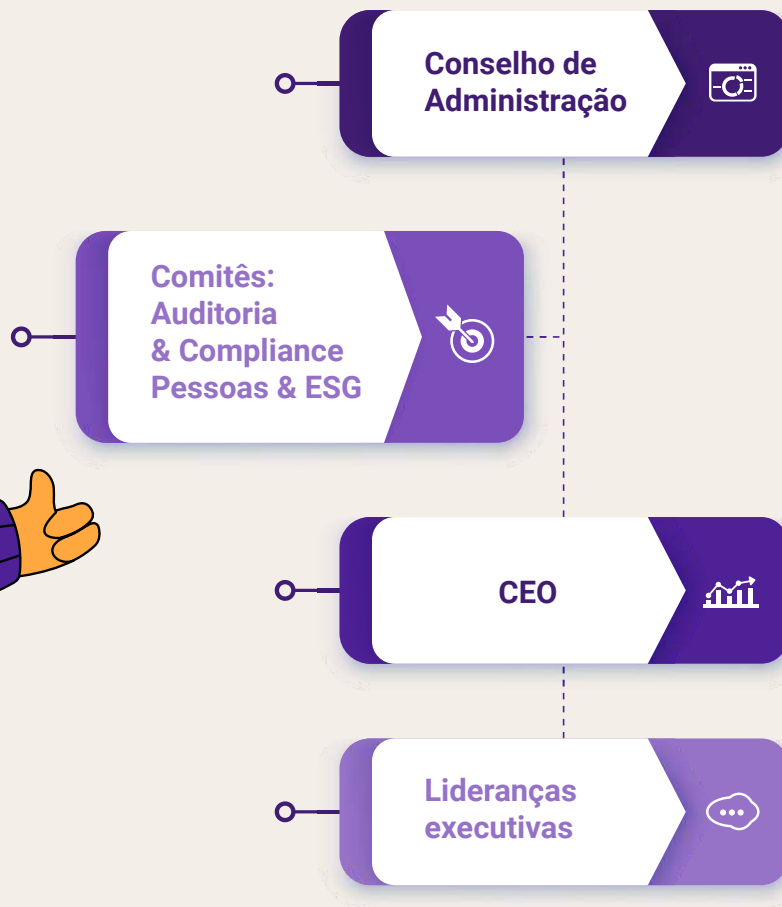 Conselho de
Administração
Comitês:
Auditoria
& Compliance
Pessoas & ESG
CEO
Lideranças
executivas